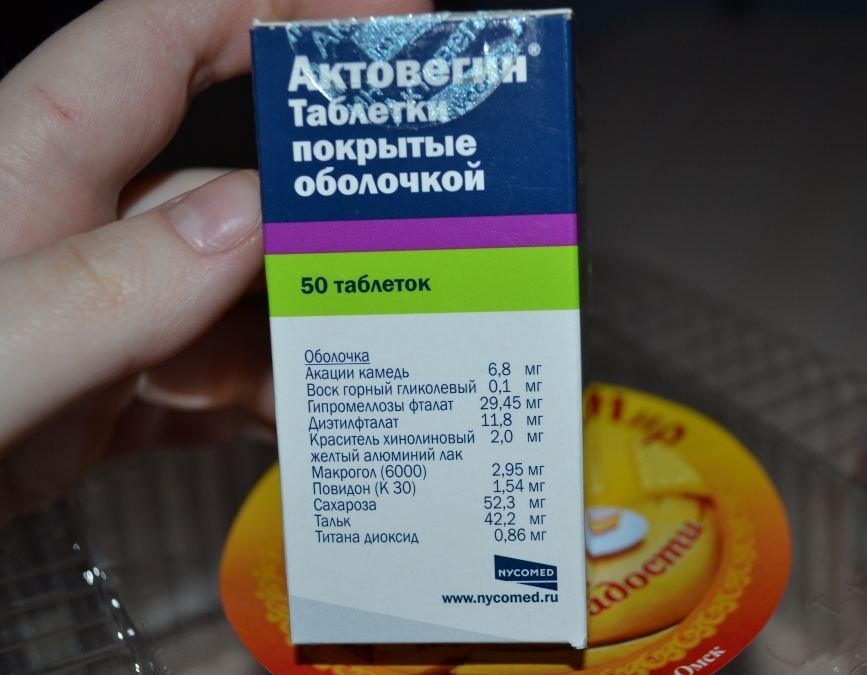 Актовегин®
Таблетки
покрытые
оболочкой
50 таблеток
Оболочка
Акации камедь 6,8 мг
Воск горный гликолевый 0,1 мг
Гипромеллозы фталат 29,45 мг
Диэтилфталат 11,8 мг
Краситель хинолиновый 2,0 мг
желтый алюминий лак
Макрогол (6000) 2,95 мг
Повидон (К 30) 1,54 мг
Сахароза 52,3 мг
Тальк 42,2 мг
Титана диоксид 0,86 мг
NYCOMED
www.nycomed.ru
Мир
Омск